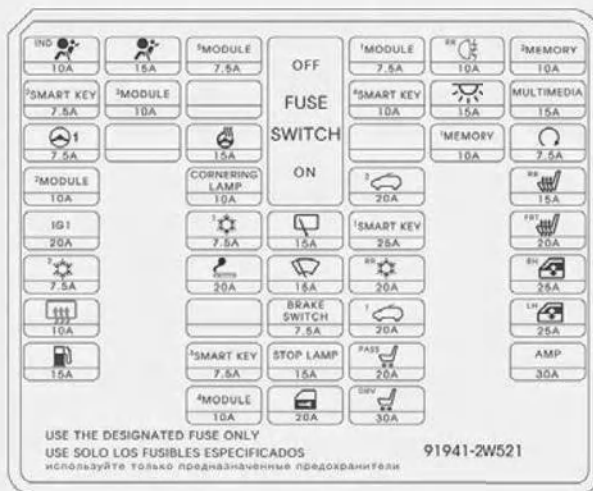 IND 10A 15A 5MODULE 7.5A OFF 1MODULE 7.5A RR 10A 3MEMORY 10A
2SMART KEY 7.5A 3MODULE 10A FUSE 4SMART KEY 10A 15A MULTIMEDIA 15A
1 7.5A 15A SWITCH 1MEMORY 10A 7.5A
2MODULE 10A CORNERING LAMP 10A ON 2 20A RR 15A
IG1 20A 1 7.5A 15A 1SMART KEY 25A FRT 20A
2 7.5A 20A 15A RR 20A RH 25A
10A BRAKE SWITCH 7.5A 1 20A LH 25A
15A 3SMART KEY 7.5A STOP LAMP 15A PASS 20A AMP 30A
4MODULE 10A 20A DRV 30A
USE THE DESIGNATED FUSE ONLY
USE SOLO LOS FUSIBLES ESPECIFICADOS 91941-2W521
используйте только предназначенные предохранители